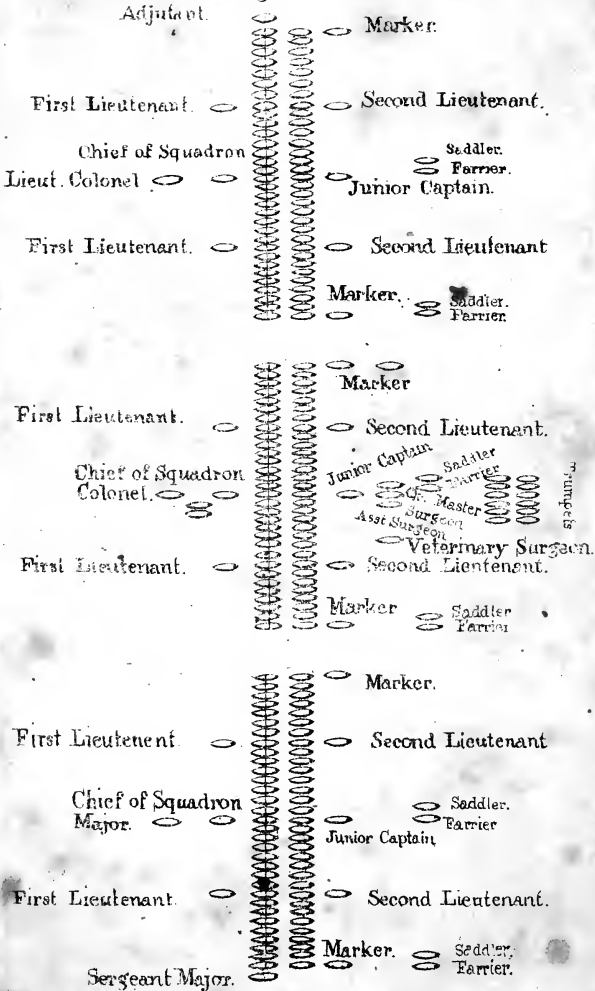 Adjutant.
Marker.
First Lieutenant.
Second Lieutenant.
Chief of Squadron
Saddler.
Farrier.
Lieut. Colonel
Junior Captain.
First Lieutenant.
Second Lieutenant
Marker.
Saddler.
Farrier.
Marker
First Lieutenant.
Second Lieutenant.
Junior Captain
Saddler
Farrier
Chief of Squadron
Colonel.
Qr. Master
Surgeon
Asst Surgeon
Trumpets
Veterinary Surgeon.
First Lieutenant.
Second Lieutenant.
Marker
Saddler
Farrier
Marker.
First Lieutenent
Second Lieutenant
Chief of Squadron
Saddler.
Major.
Farrier
Junior Captain
First Lieutenant.
Second Lieutenant.
Marker.
Saddler.
Farrier.
Sergeant Major.